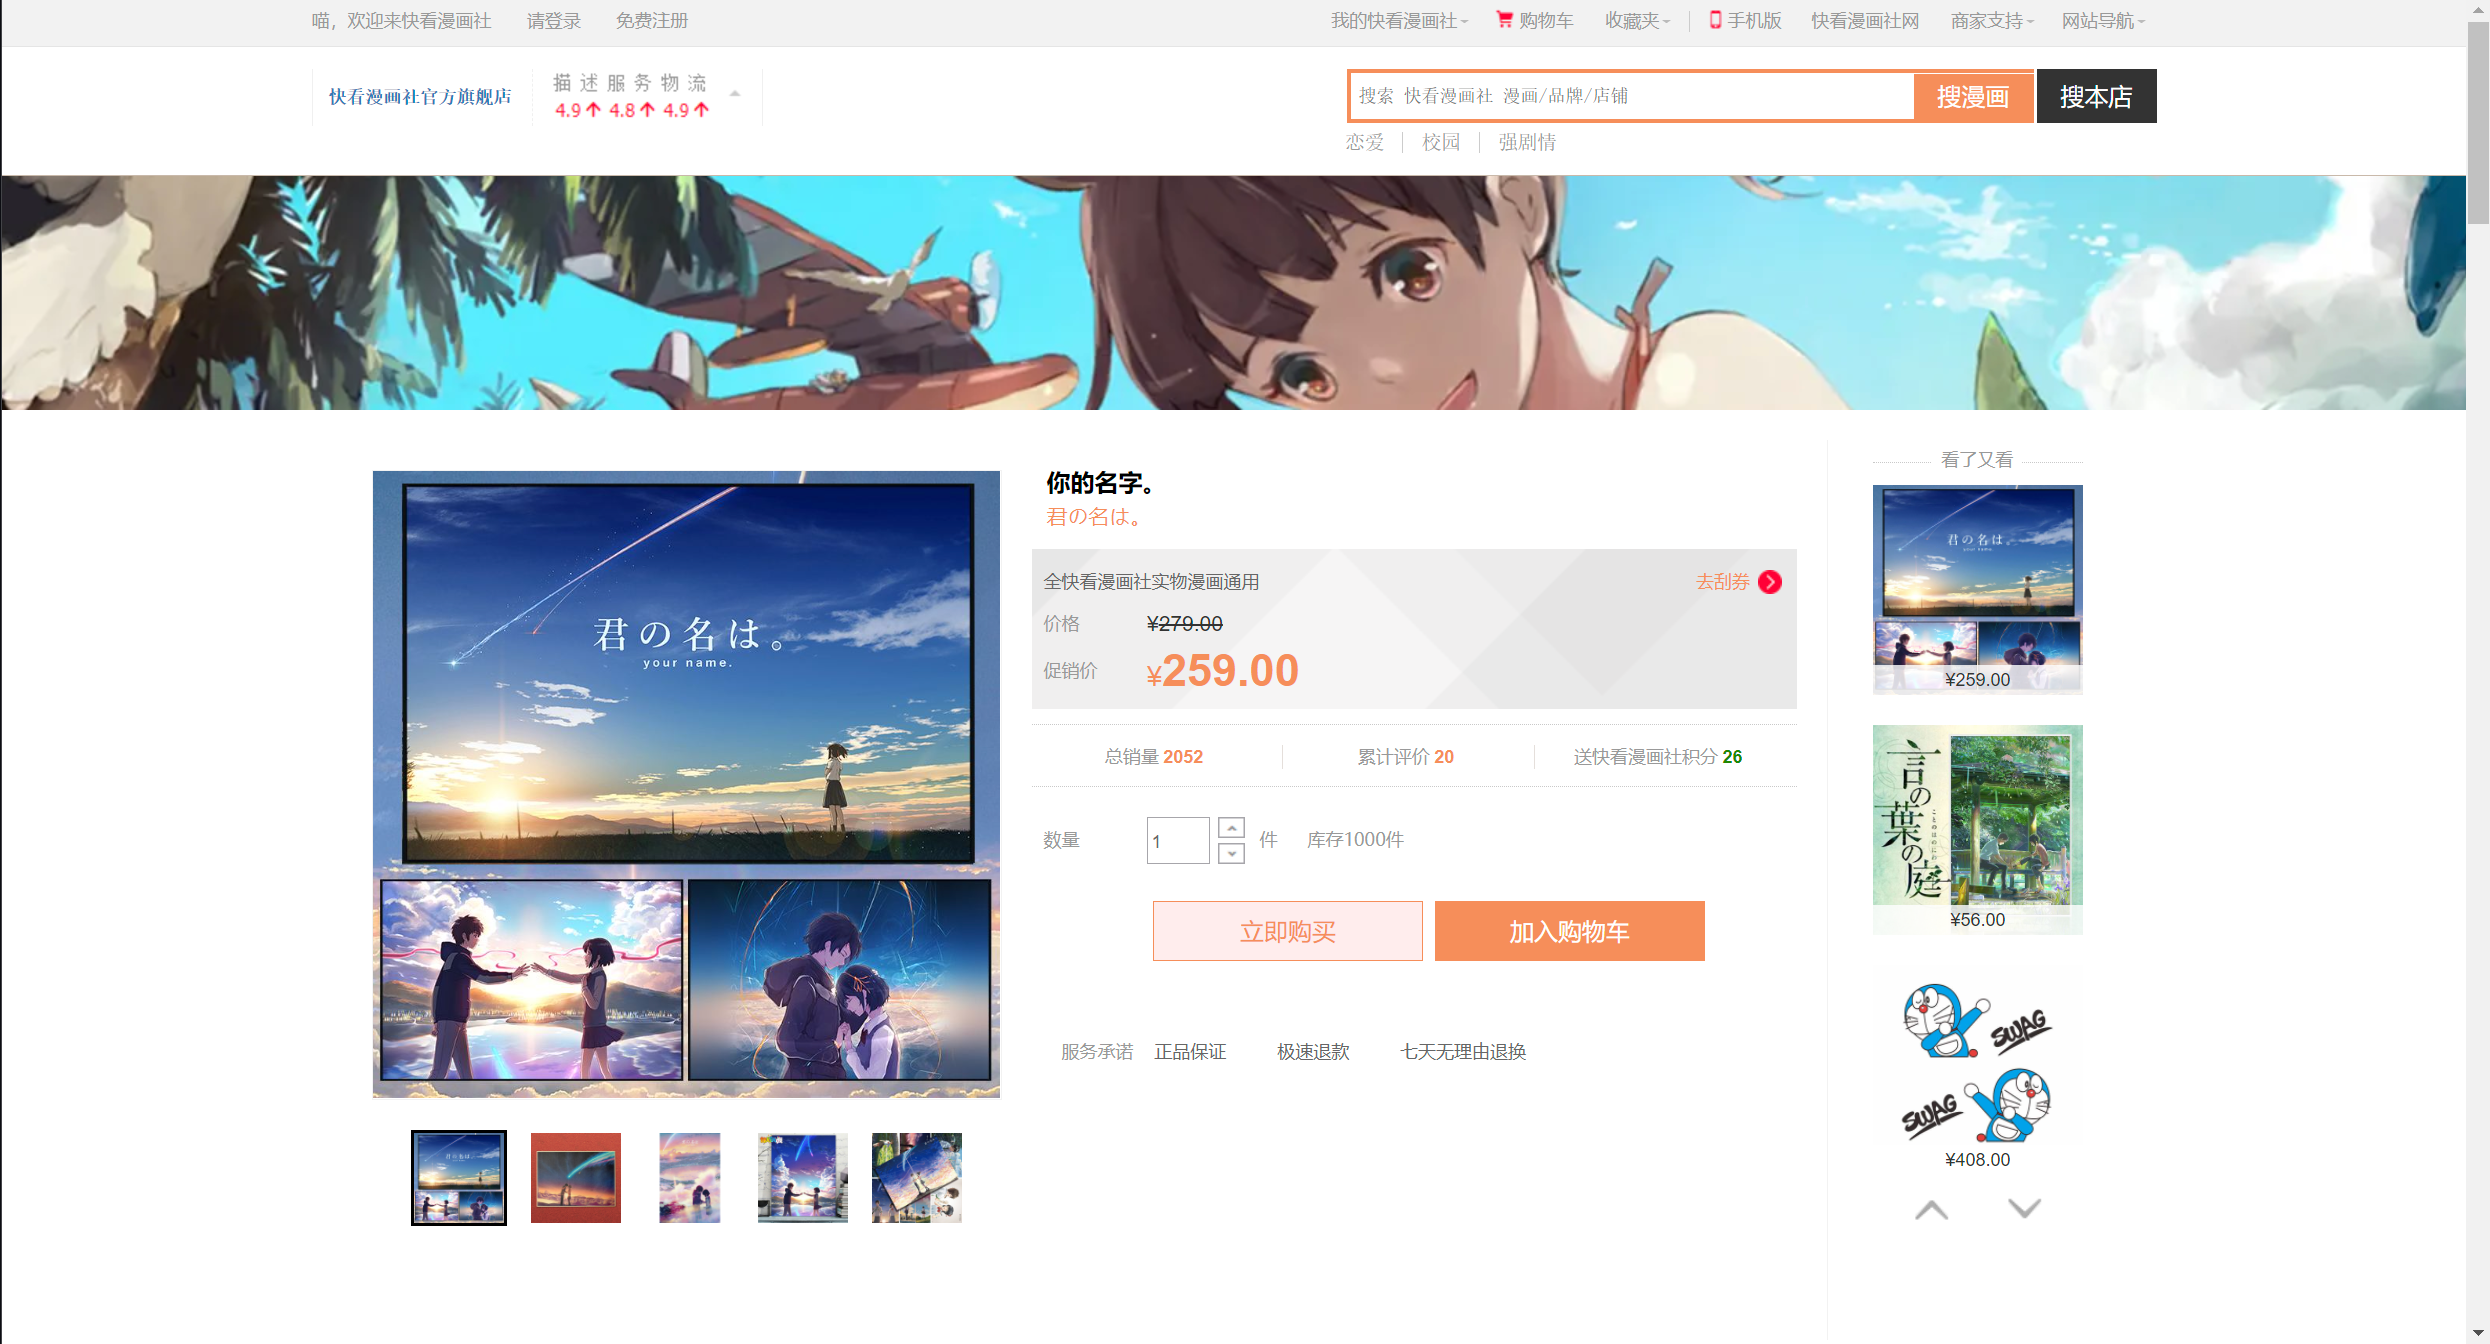 喵，欢迎来快看漫画社 请登录 免费注册 我的快看漫画社 购物车 收藏夹 手机版 快看漫画社网 商家支持 网站导航
快看漫画社官方旗舰店
描述服务物流
4.9 4.8 4.9
搜索 快看漫画社 漫画/品牌/店铺 搜漫画 搜本店
恋爱 校园 强剧情
君の名は。
your name.
你的名字。
君の名は。
全快看漫画社实物漫画通用 去刮券
价格 ¥279.00
促销价 ¥259.00
总销量 2052 累计评价 20 送快看漫画社积分 26
数量 1 件 库存1000件
立即购买 加入购物车
服务承诺 正品保证 极速退款 七天无理由退换
看了又看
君の名は。
¥259.00
言の葉の庭
¥56.00
SWAG
SWAG
¥408.00